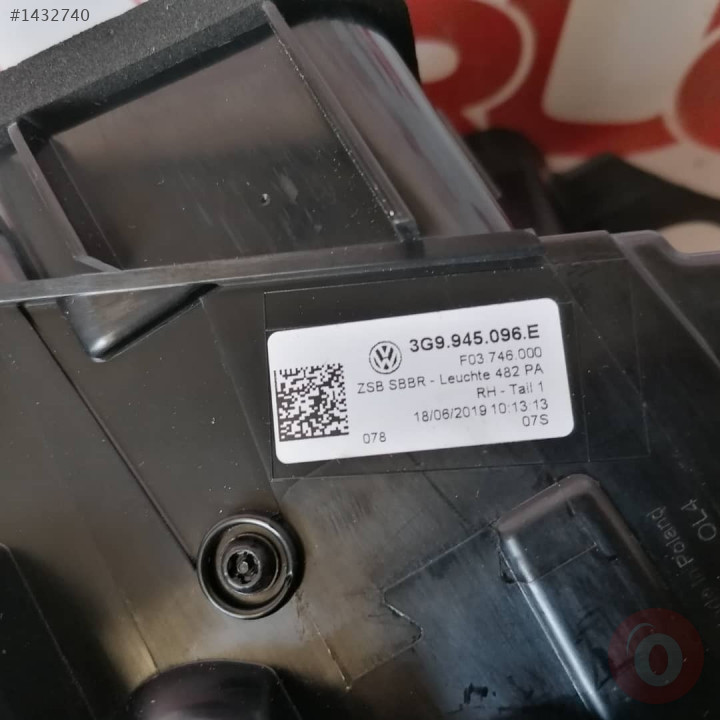 #1432740
3G9.945.096.E
F03.746.000
ZSB SBBR - Leuchte 482 PA
RH - Tail 1
18/06/2019 10:13:13
078 07S
in Poland
OL4